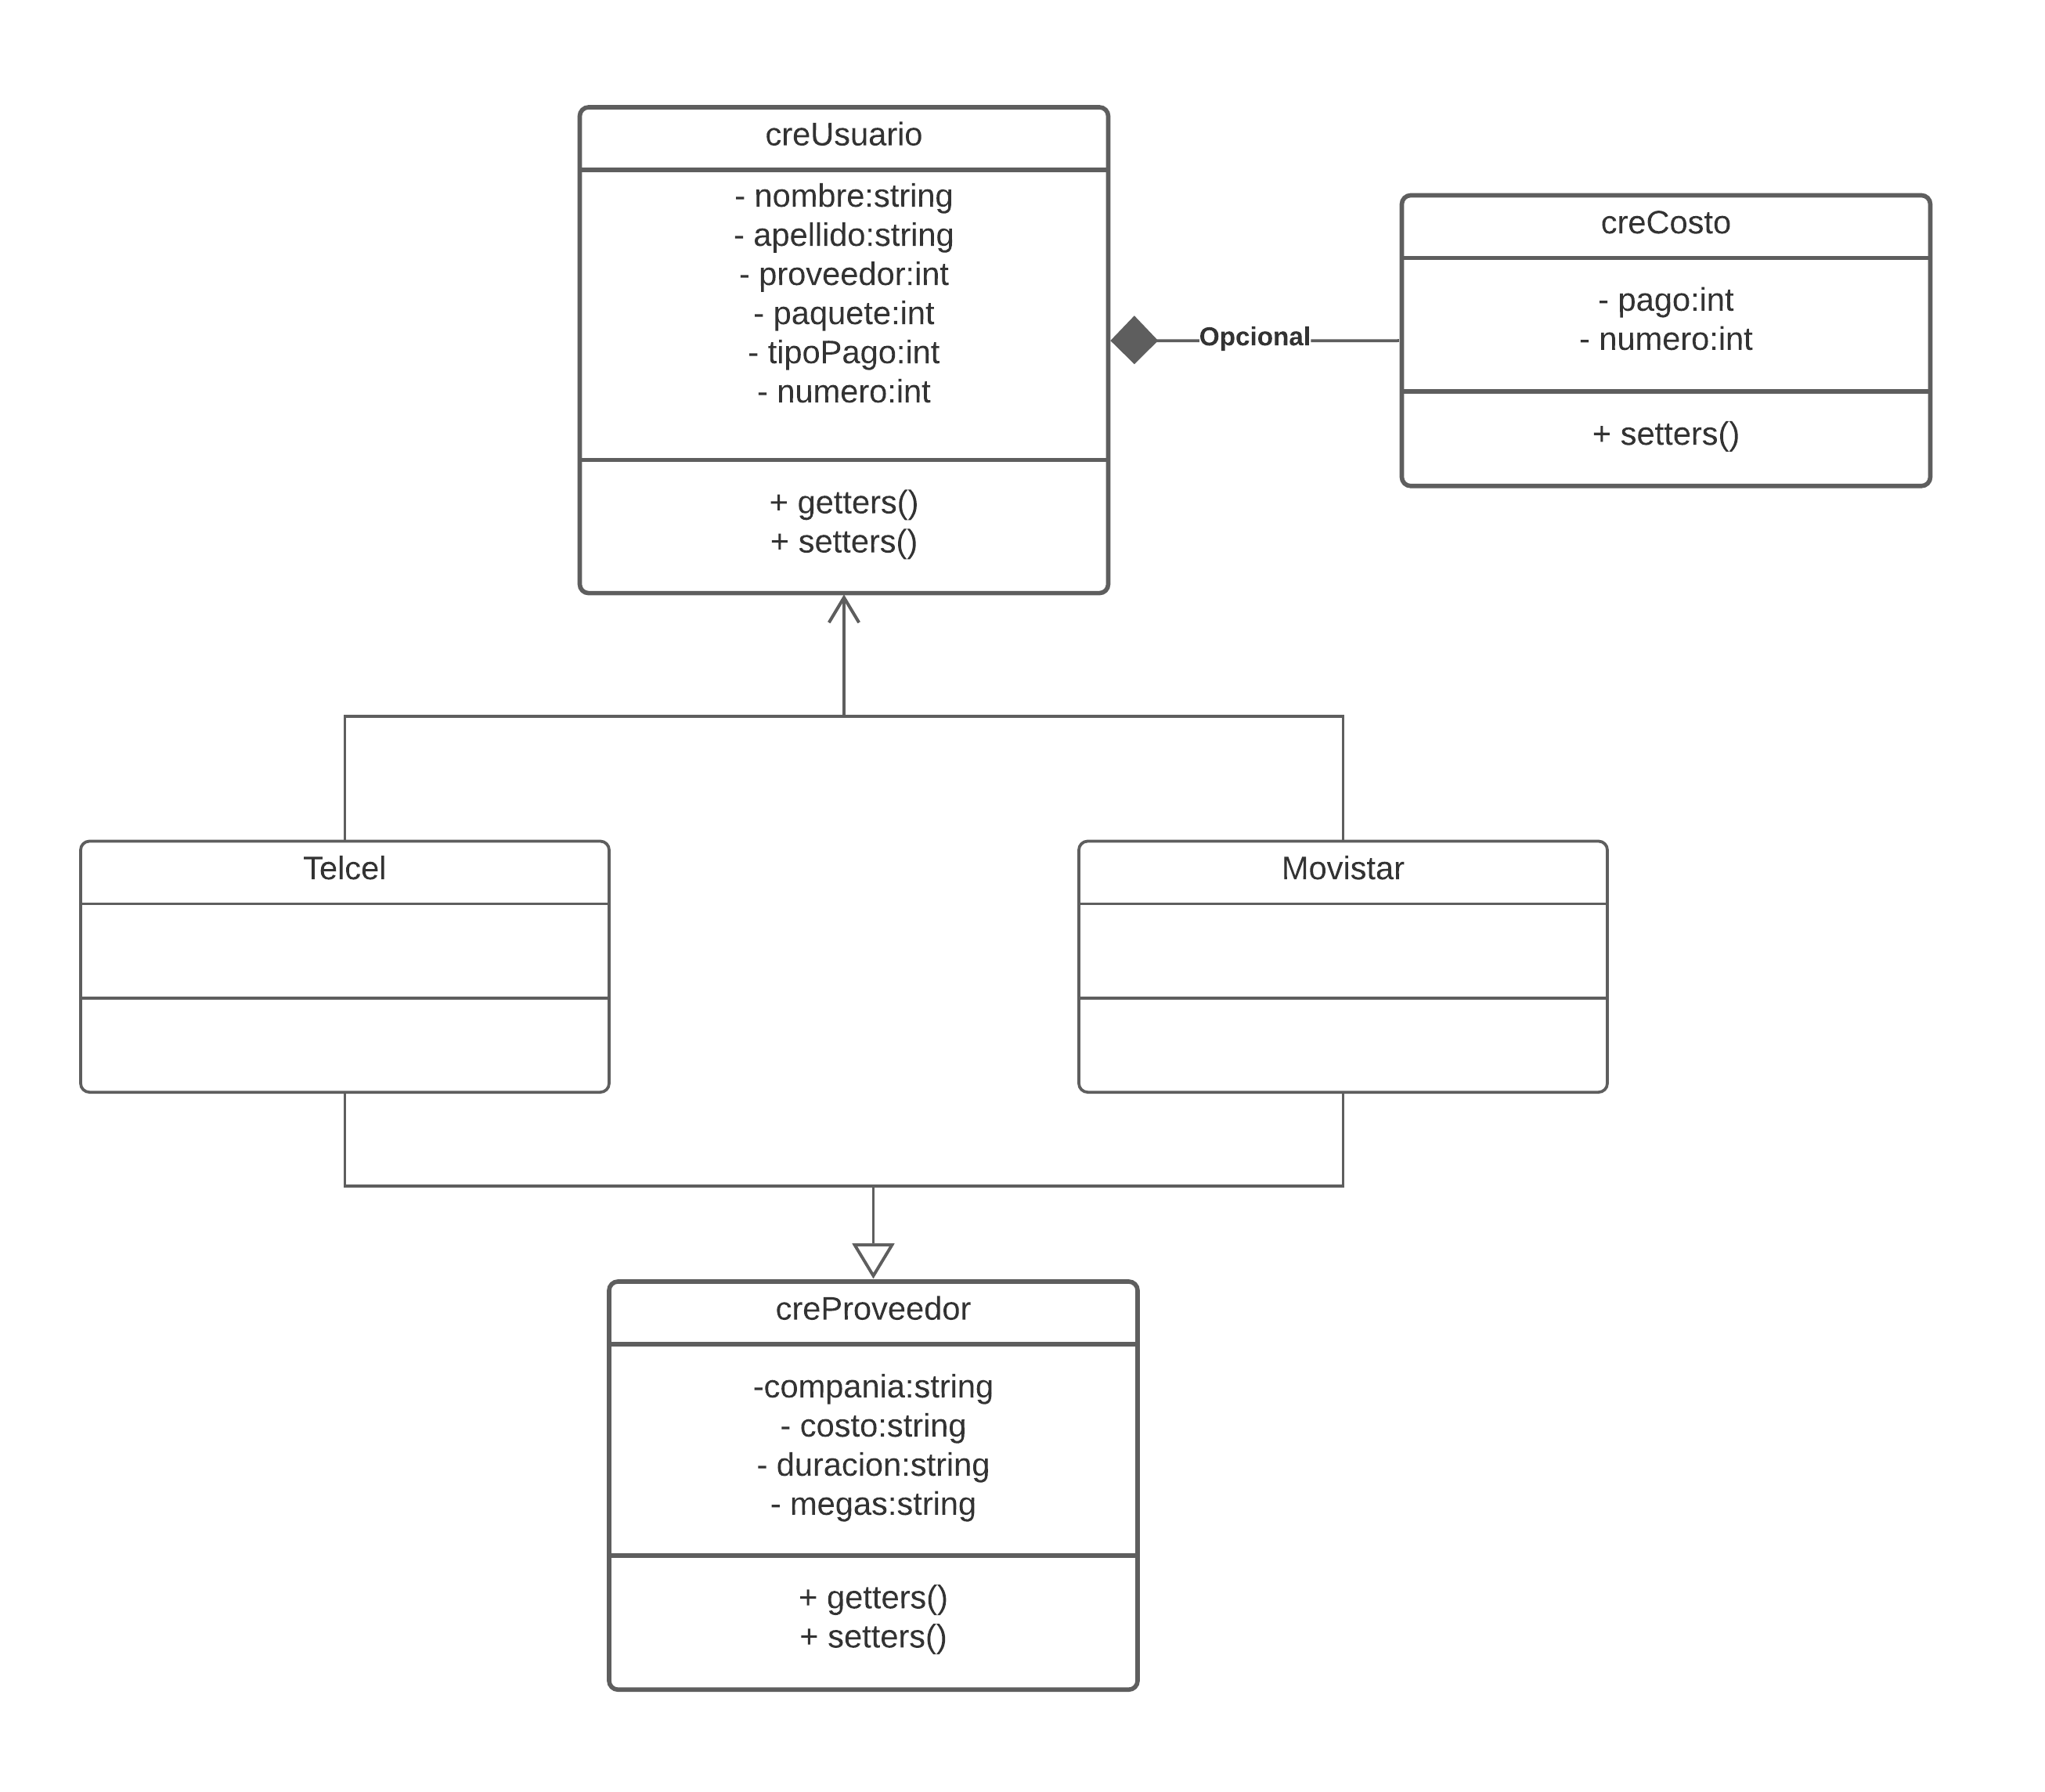 creUsuario
- nombre:string
- apellido:string
- proveedor:int
- paquete:int
- tipoPago:int
- numero:int
+ getters()
+ setters()
Opcional
creCosto
- pago:int
- numero:int
+ setters()
Telcel
Movistar
creProveedor
-compania:string
- costo:string
- duracion:string
- megas:string
+ getters()
+ setters()